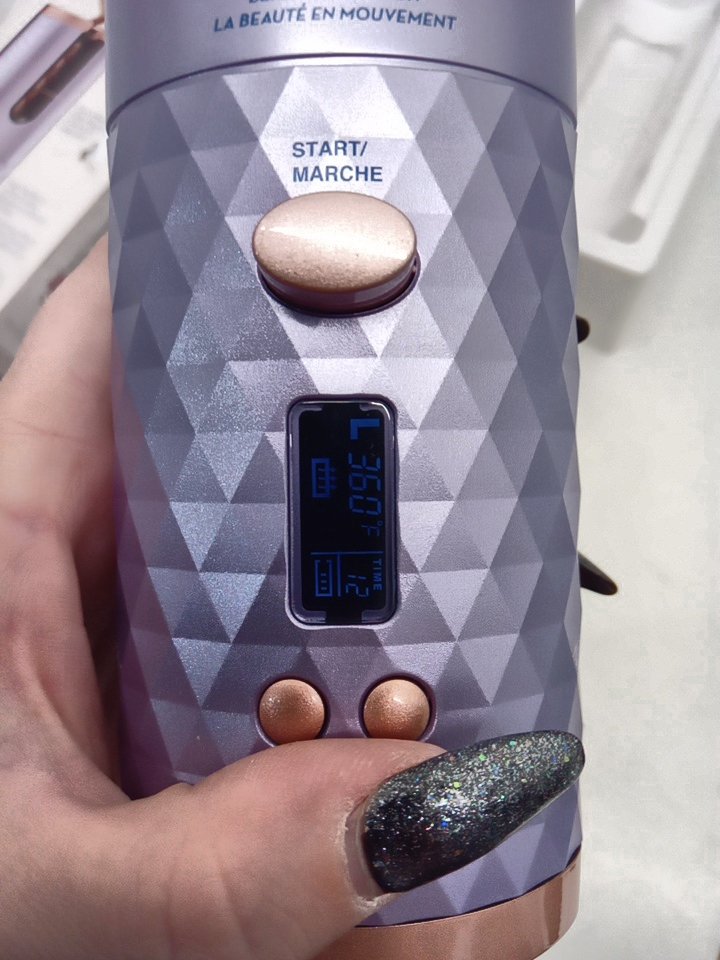 LA BEAUTÉ EN MOUVEMENT
START/
MARCHE
L 360°F
TIME
12